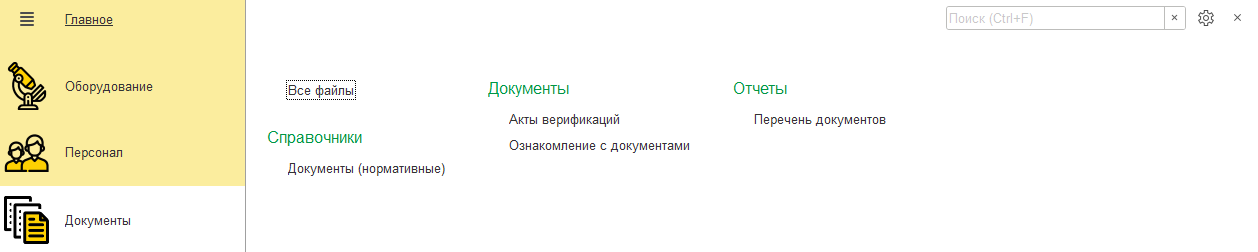 Главное
Оборудование
Персонал
Документы
Поиск (Ctrl+F)
Все файлы
Справочники
Документы (нормативные)
Документы
Акты верификаций
Ознакомление с документами
Отчеты
Перечень документов